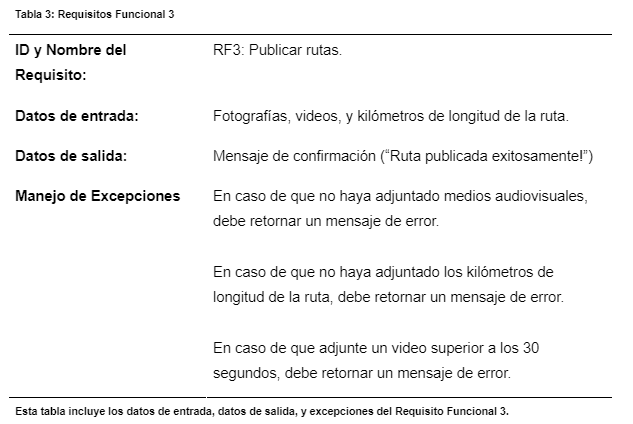 Tabla 3: Requisitos Funcional 3
ID y Nombre del
Requisito:
RF3: Publicar rutas.
Datos de entrada:
Fotografías, videos, y kilómetros de longitud de la ruta.
Datos de salida:
Mensaje de confirmación (“Ruta publicada exitosamente!”)
Manejo de Excepciones
En caso de que no haya adjuntado medios audiovisuales,
debe retornar un mensaje de error.
En caso de que no haya adjuntado los kilómetros de
longitud de la ruta, debe retornar un mensaje de error.
En caso de que adjunte un video superior a los 30
segundos, debe retornar un mensaje de error.
Esta tabla incluye los datos de entrada, datos de salida, y excepciones del Requisito Funcional 3.